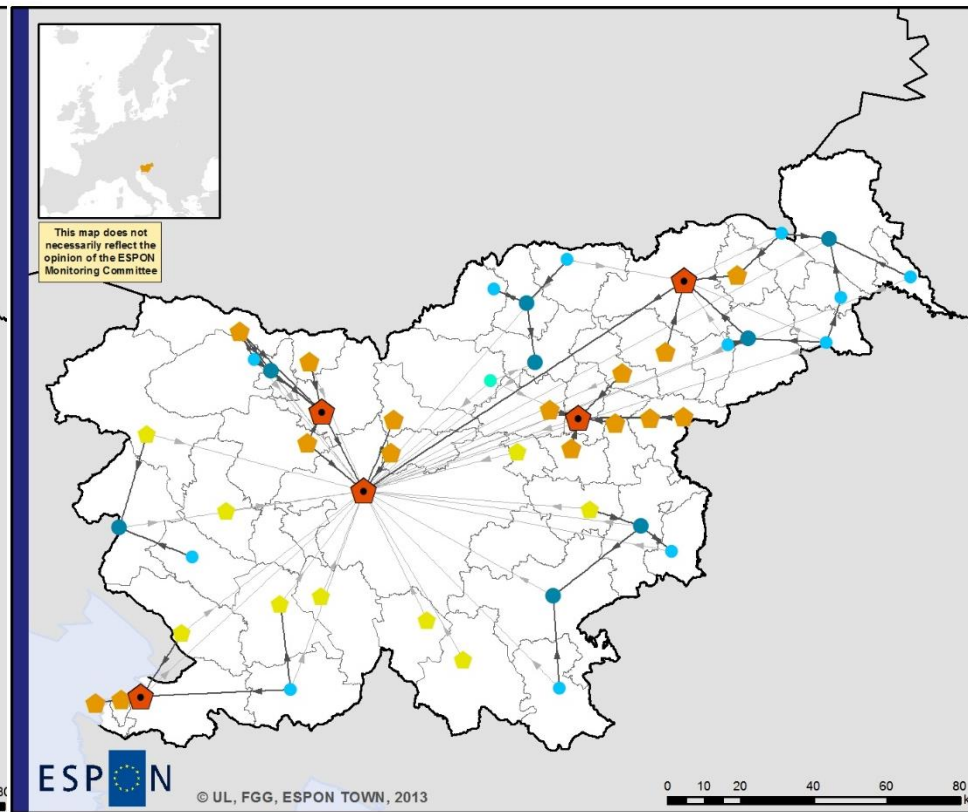 This map does not
necessarily reflect the
opinion of the ESPON
Monitoring Committee
ESPON
© UL, FGG, ESPON TOWN, 2013
0 10 20 40 60 80